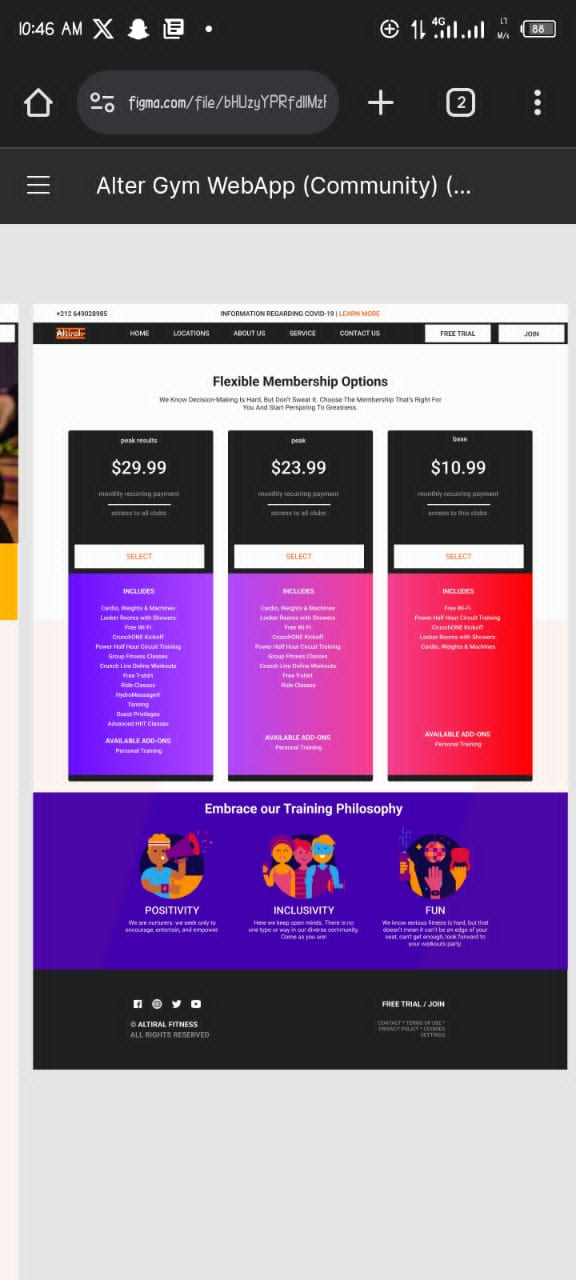 10:46 AM
4G
17
M/s
88
figma.com/file/bHUzyYPRfdIIMzF
2
Alter Gym WebApp (Community) (...
+212 649028985
INFORMATION REGARDING COVID-19 | LEARN MORE
Altiral
HOME
LOCATIONS
ABOUT US
SERVICE
CONTACT US
FREE TRIAL
JOIN
Flexible Membership Options
We Know Decision-Making Is Hard, But Don't Sweat It. Choose The Membership That's Right For
You And Start Perspiring To Greatness.
peak results
$29.99
monthly recurring payment
access to all clubs
SELECT
INCLUDES
Cardio, Weights & Machines
Locker Rooms with Showers
Free Wi-Fi
CrunchONE Kickoff
Power Half Hour Circuit Training
Group Fitness Classes
Crunch Live Online Workouts
Free T-shirt
Ride Classes
HydroMassage®
Tanning
Guest Privileges
Advanced HIIT Classes
AVAILABLE ADD-ONS
Personal Training
peak
$23.99
monthly recurring payment
access to all clubs
SELECT
INCLUDES
Cardio, Weights & Machines
Locker Rooms with Showers
Free Wi-Fi
CrunchONE Kickoff
Power Half Hour Circuit Training
Group Fitness Classes
Crunch Live Online Workouts
Free T-shirt
Ride Classes
AVAILABLE ADD-ONS
Personal Training
base
$10.99
monthly recurring payment
access to this clubs
SELECT
INCLUDES
Free Wi-Fi
Power Half Hour Circuit Training
CrunchONE Kickoff
Locker Rooms with Showers
Cardio, Weights & Machines
AVAILABLE ADD-ONS
Personal Training
Embrace our Training Philosophy
POSITIVITY
We are nurturers: we seek only to
encourage, entertain, and empower.
INCLUSIVITY
Here we keep open minds. There is no
one type or way in our diverse community.
Come as you are!
FUN
We know serious fitness is hard, but that
doesn't mean it can't be on edge of your
seat, can't get enough, look forward to
your workouts party.
© ALTIRAL FITNESS
ALL RIGHTS RESERVED
FREE TRIAL / JOIN
CONTACT * TERMS OF USE *
PRIVACY POLICY * COOKIES
SETTINGS